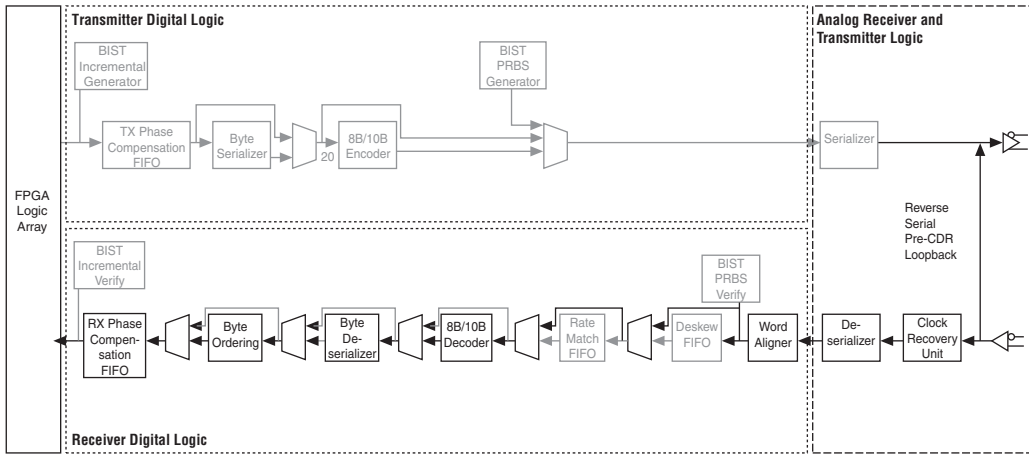 Transmitter Digital Logic
Analog Receiver and
Transmitter Logic
BIST
Incremental
Generator
BIST
PRBS
Generator
TX Phase
Compensation
FIFO
Byte
Serializer
20
8B/10B
Encoder
Serializer
FPGA
Logic
Array
Reverse
Serial
Pre-CDR
Loopback
BIST
Incremental
Verify
BIST
PRBS
Verify
RX Phase
Compen-
sation
FIFO
Byte
Ordering
Byte
De-
serializer
8B/10B
Decoder
Rate
Match
FIFO
Deskew
FIFO
Word
Aligner
De-
serializer
Clock
Recovery
Unit
Receiver Digital Logic